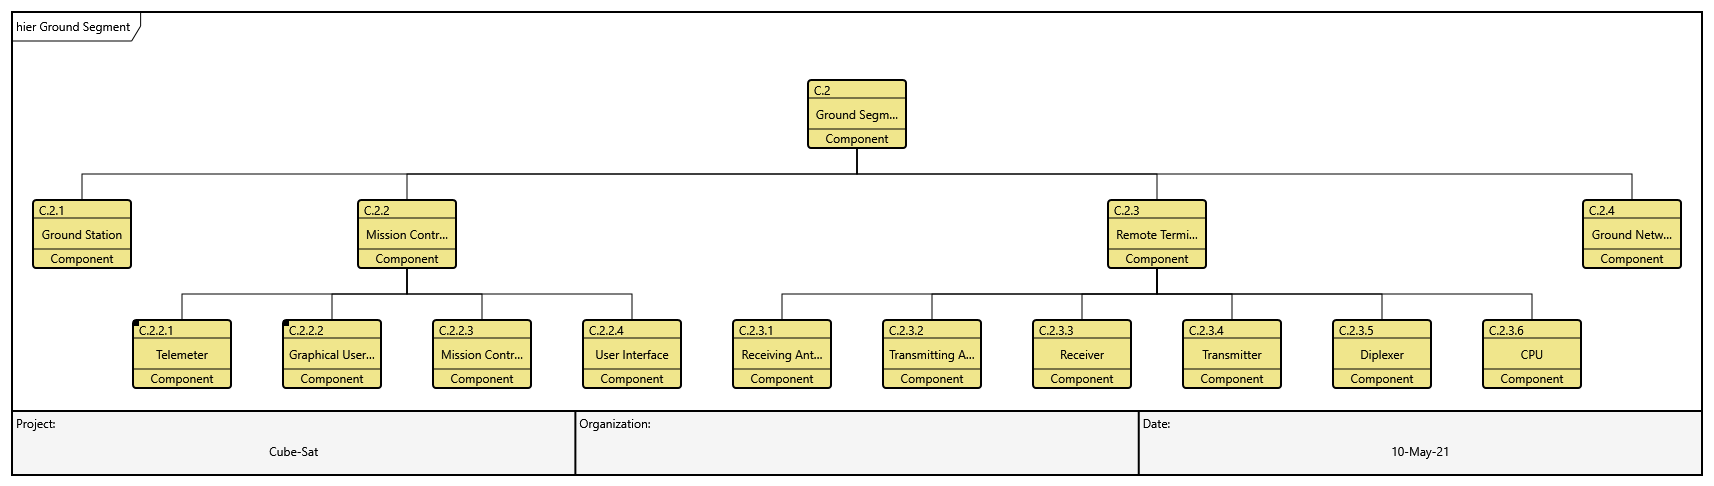 hier Ground Segment
C.2
Ground Segm...
Component
C.2.1
Ground Station
Component
C.2.2
Mission Contr...
Component
C.2.3
Remote Termi...
Component
C.2.4
Ground Netw...
Component
C.2.2.1
Telemeter
Component
C.2.2.2
Graphical User...
Component
C.2.2.3
Mission Contr...
Component
C.2.2.4
User Interface
Component
C.2.3.1
Receiving Ant...
Component
C.2.3.2
Transmitting A...
Component
C.2.3.3
Receiver
Component
C.2.3.4
Transmitter
Component
C.2.3.5
Diplexer
Component
C.2.3.6
CPU
Component
Project:
Cube-Sat
Organization:
Date:
10-May-21